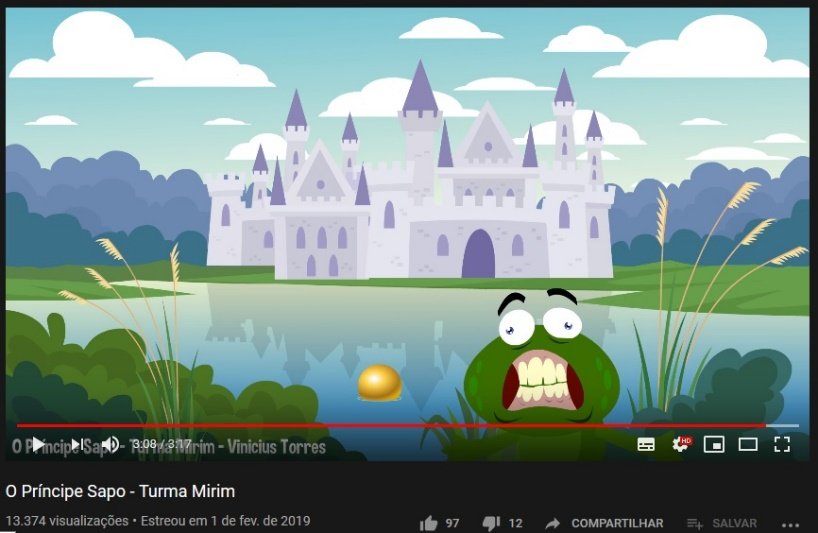 O Príncipe Sapo - Turma Mirim - Vinicius Torres
3:08 / 3:17
HD
O Príncipe Sapo - Turma Mirim
13.374 visualizações • Estreou em 1 de fev. de 2019
97
12
COMPARTILHAR
SALVAR